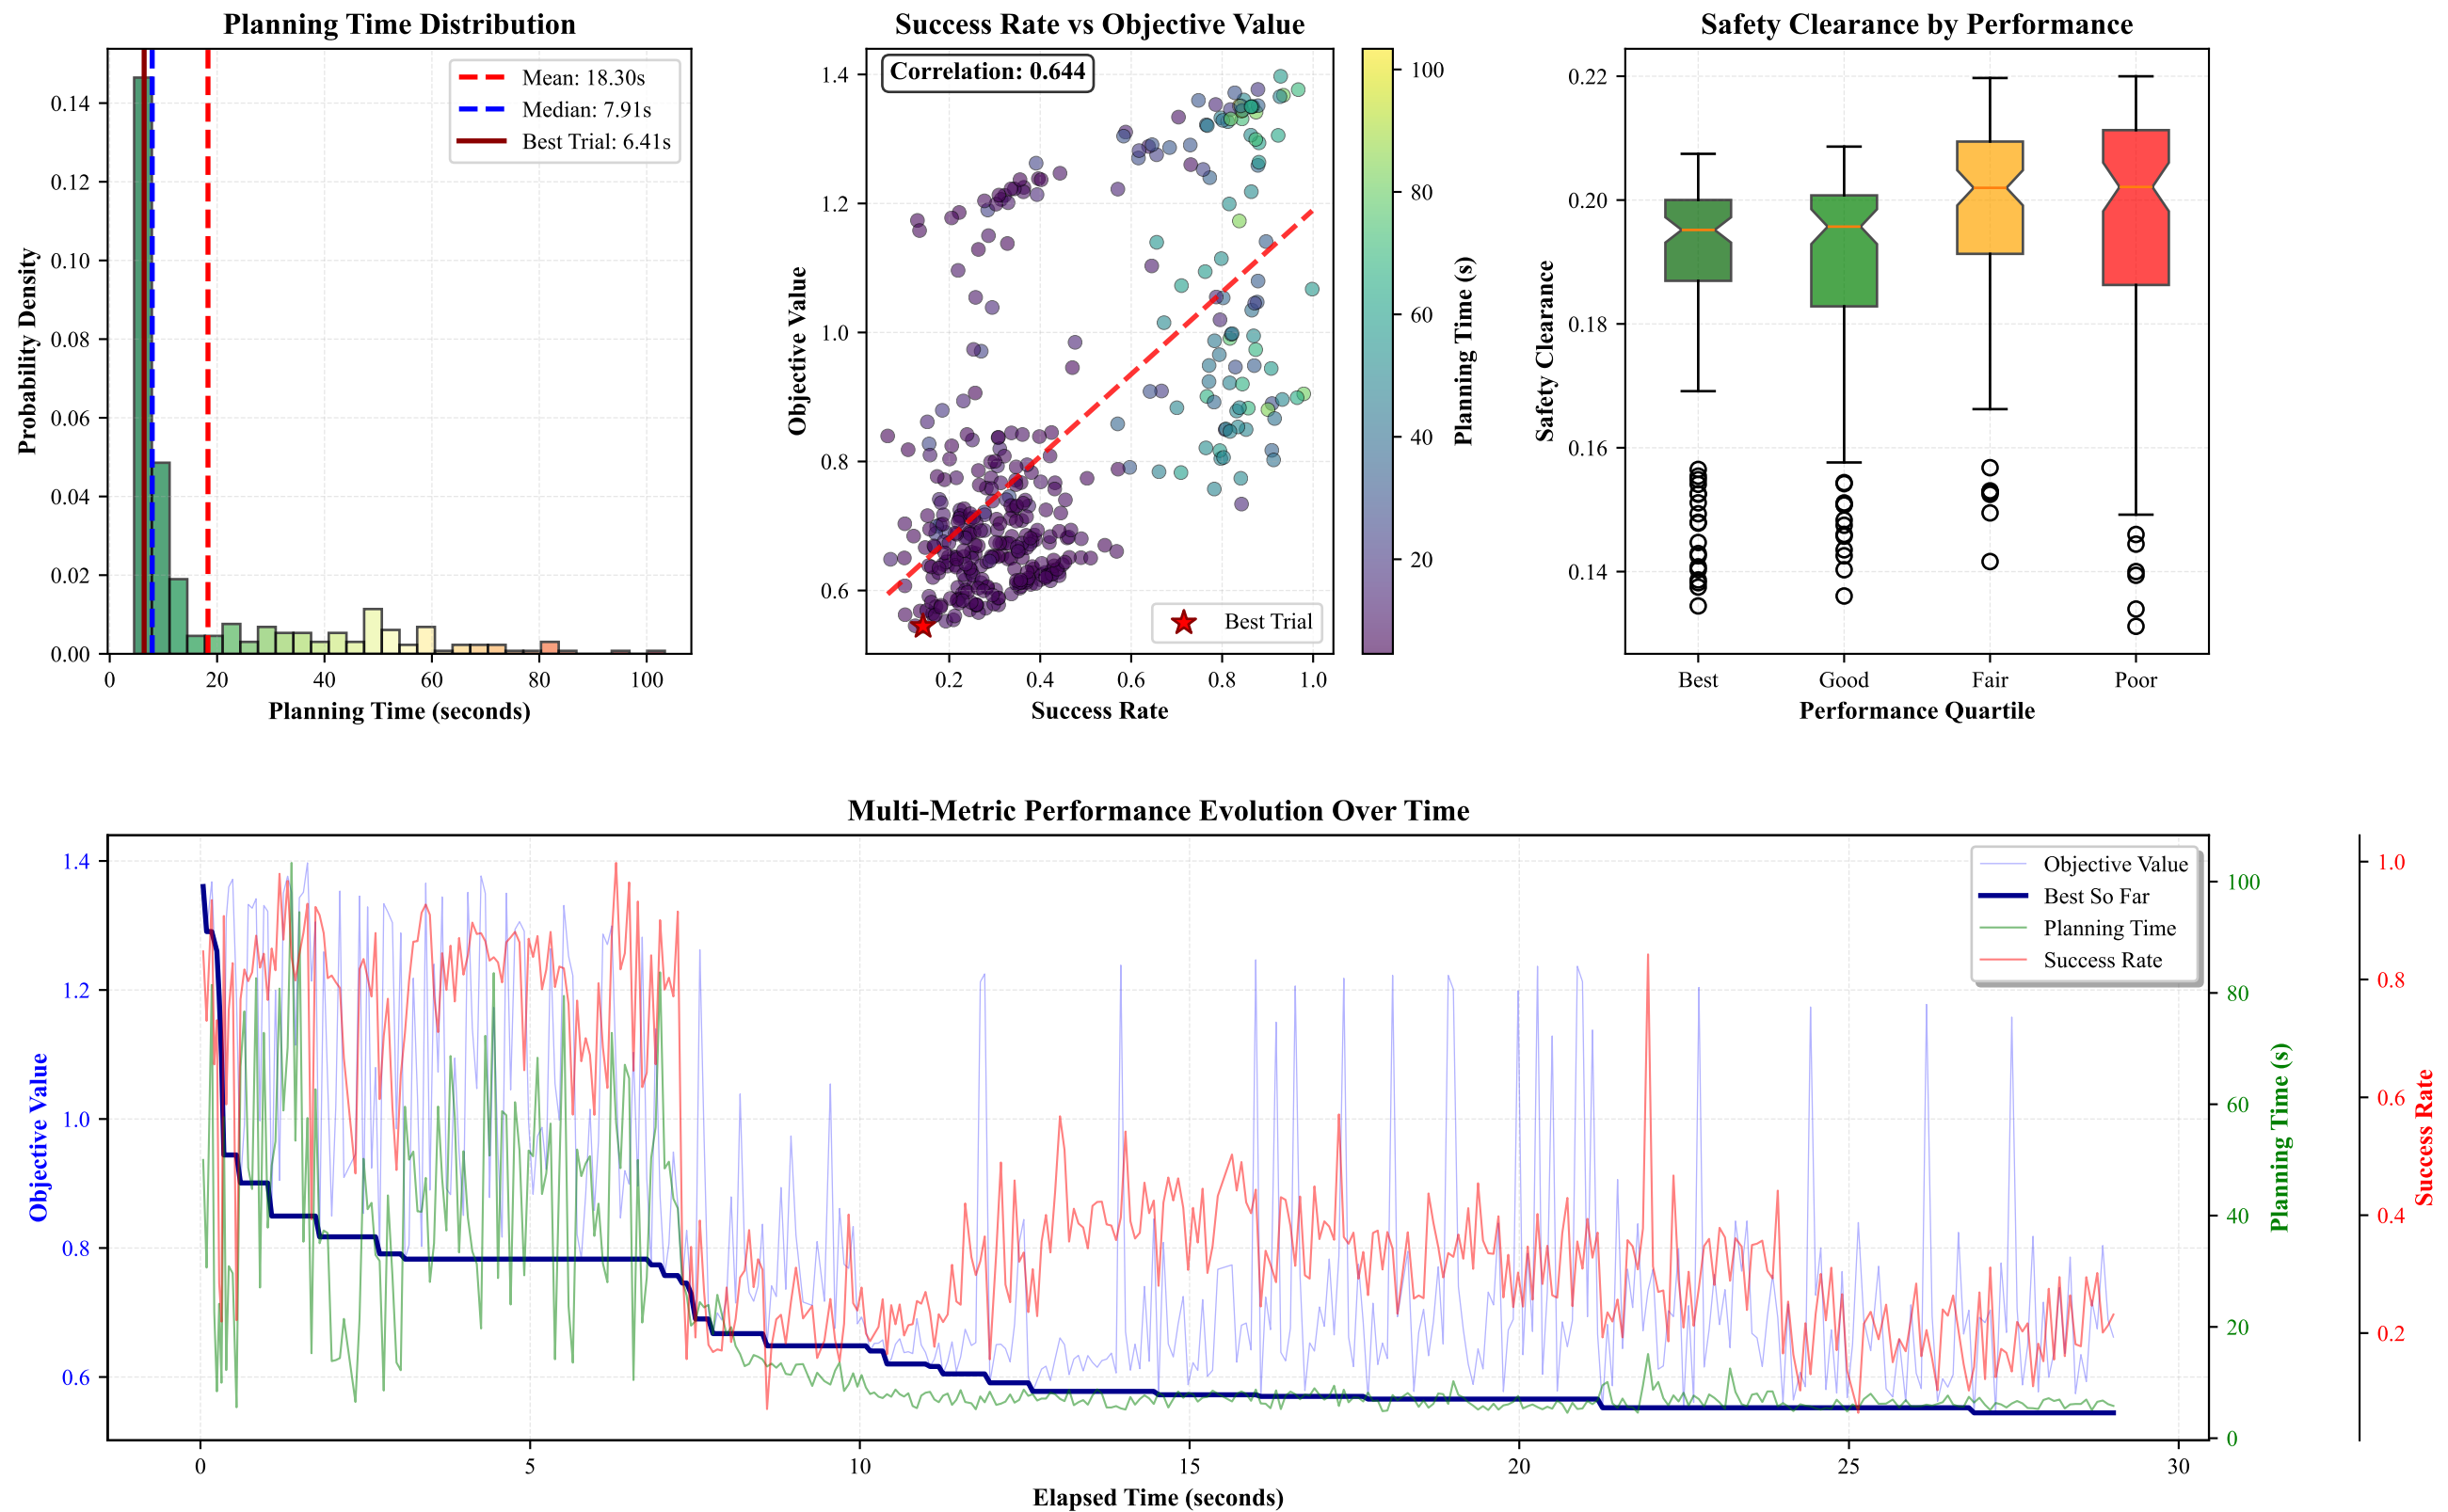 Planning Time Distribution
Probability Density
0.14
0.12
0.10
0.08
0.06
0.04
0.02
0.00
Mean: 18.30s
Median: 7.91s
Best Trial: 6.41s
0 20 40 60 80 100
Planning Time (seconds)
Success Rate vs Objective Value
Objective Value
1.4
1.2
1.0
0.8
0.6
Correlation: 0.644
Best Trial
0.2 0.4 0.6 0.8 1.0
Success Rate
100
80
60
40
20
Planning Time (s)
Safety Clearance by Performance
Safety Clearance
0.22
0.20
0.18
0.16
0.14
Best Good Fair Poor
Performance Quartile
Multi-Metric Performance Evolution Over Time
Objective Value
1.4
1.2
1.0
0.8
0.6
Objective Value
Best So Far
Planning Time
Success Rate
0 5 10 15 20 25 30
Elapsed Time (seconds)
100
80
60
40
20
0
Planning Time (s)
1.0
0.8
0.6
0.4
0.2
Success Rate